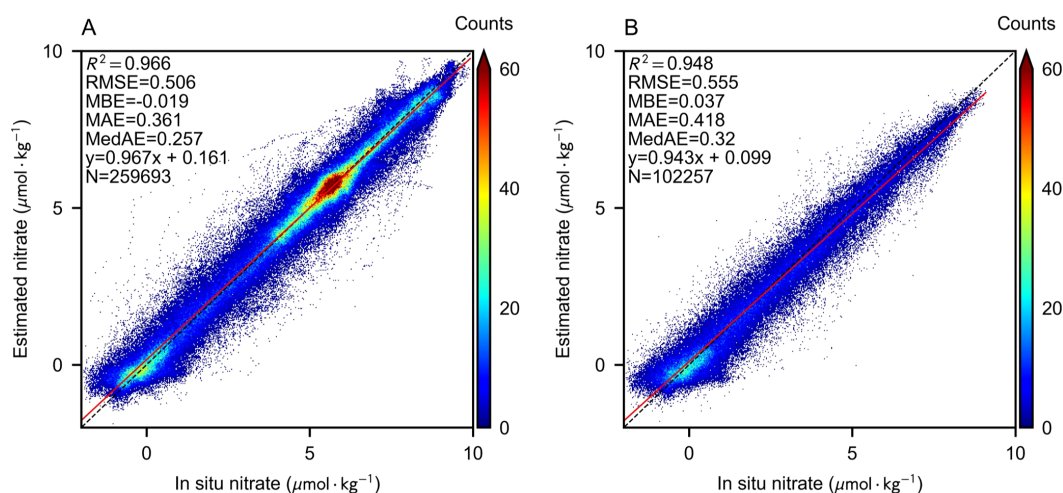 A
Counts
R² = 0.966
RMSE=0.506
MBE=-0.019
MAE=0.361
MedAE=0.257
y=0.967x + 0.161
N=259693
10
5
0
Estimated nitrate (μmol · kg⁻¹)
0
5
10
In situ nitrate (μmol · kg⁻¹)
60
40
20
0
B
Counts
R² = 0.948
RMSE=0.555
MBE=0.037
MAE=0.418
MedAE=0.32
y=0.943x + 0.099
N=102257
10
5
0
Estimated nitrate (μmol · kg⁻¹)
0
5
10
In situ nitrate (μmol · kg⁻¹)
60
40
20
0